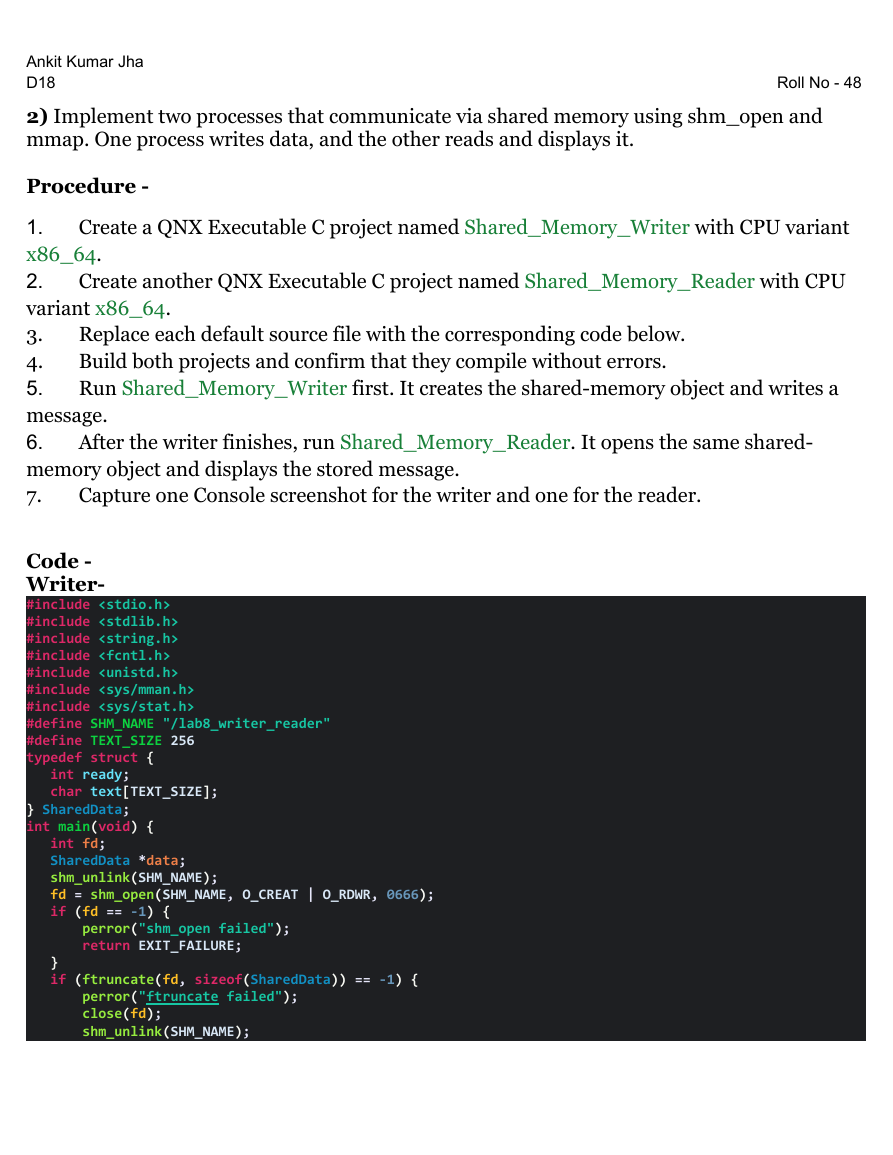 Ankit Kumar Jha
D18
Roll No - 48
2) Implement two processes that communicate via shared memory using shm_open and
mmap. One process writes data, and the other reads and displays it.
Procedure -
1. Create a QNX Executable C project named Shared_Memory_Writer with CPU variant
x86_64.
2. Create another QNX Executable C project named Shared_Memory_Reader with CPU
variant x86_64.
3. Replace each default source file with the corresponding code below.
4. Build both projects and confirm that they compile without errors.
5. Run Shared_Memory_Writer first. It creates the shared-memory object and writes a
message.
6. After the writer finishes, run Shared_Memory_Reader. It opens the same shared-
memory object and displays the stored message.
7. Capture one Console screenshot for the writer and one for the reader.
Code -
Writer-
#include <stdio.h>
#include <stdlib.h>
#include <string.h>
#include <fcntl.h>
#include <unistd.h>
#include <sys/mman.h>
#include <sys/stat.h>
#define SHM_NAME "/lab8_writer_reader"
#define TEXT_SIZE 256
typedef struct {
   int ready;
   char text[TEXT_SIZE];
} SharedData;
int main(void) {
   int fd;
   SharedData *data;
   shm_unlink(SHM_NAME);
   fd = shm_open(SHM_NAME, O_CREAT | O_RDWR, 0666);
   if (fd == -1) {
       perror("shm_open failed");
       return EXIT_FAILURE;
   }
   if (ftruncate(fd, sizeof(SharedData)) == -1) {
       perror("ftruncate failed");
       close(fd);
       shm_unlink(SHM_NAME);